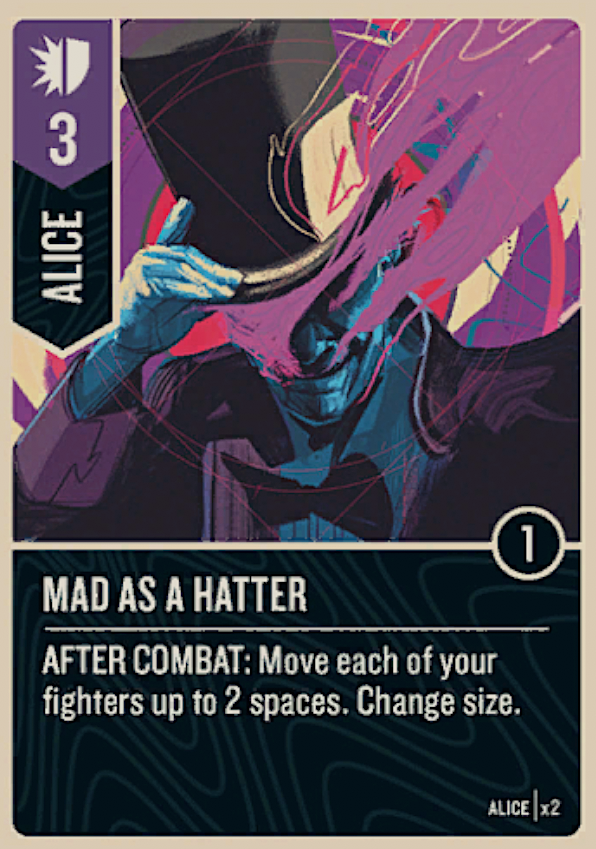 3
ALICE
1
MAD AS A HATTER
AFTER COMBAT: Move each of your
fighters up to 2 spaces. Change size.
ALICE|x2